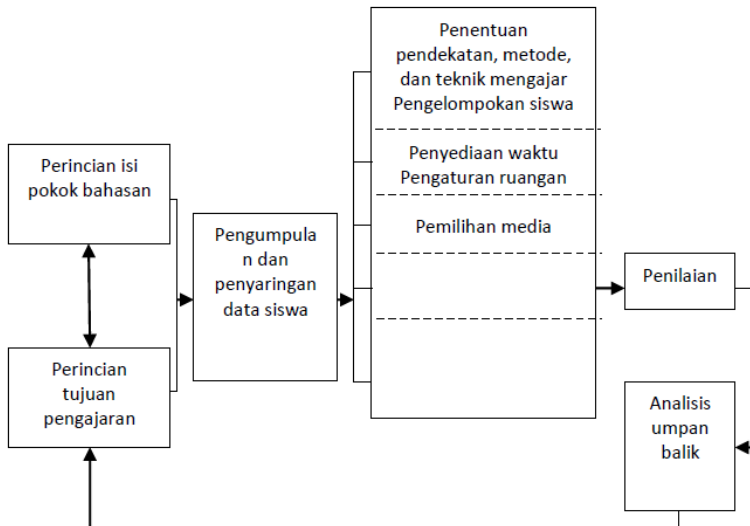 Perincian isi
pokok bahasan
Perincian
tujuan
pengajaran
Pengumpula
n dan
penyaringan
data siswa
Penentuan
pendekatan, metode,
dan teknik mengajar
Pengelompokan siswa
Penyediaan waktu
Pengaturan ruangan
Pemilihan media
Penilaian
Analisis
umpan
balik